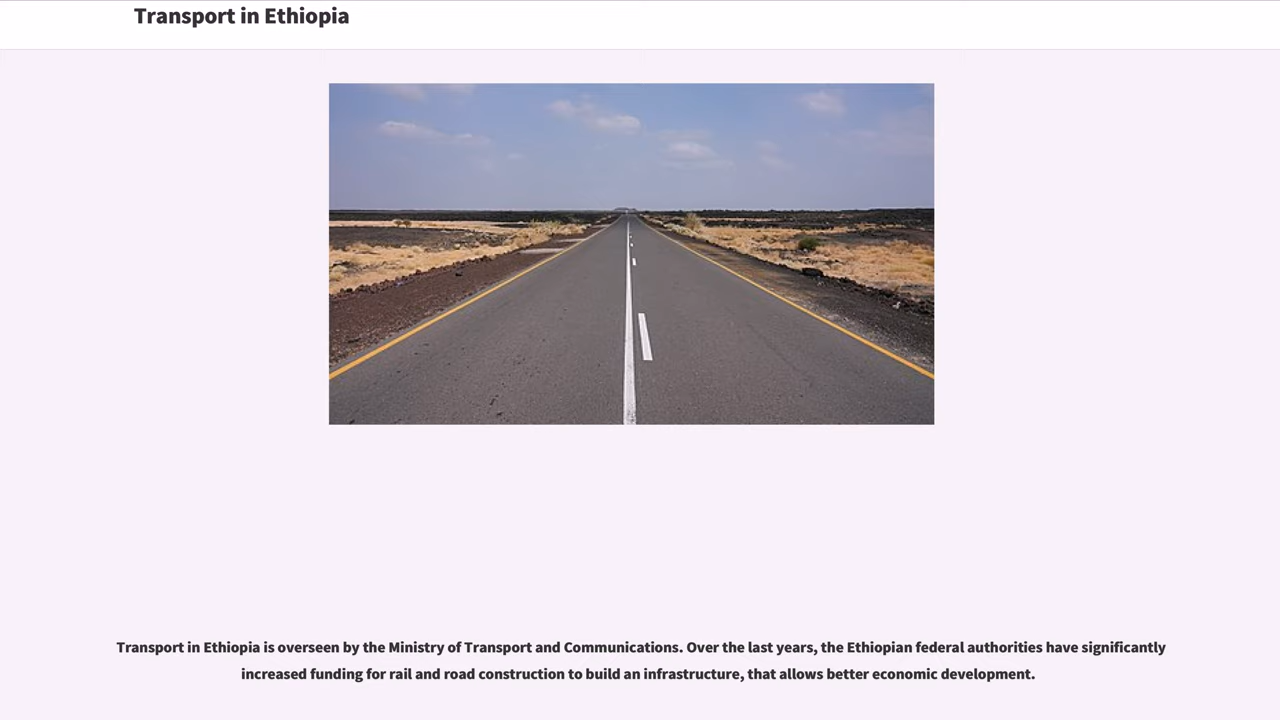 Transport in Ethiopia
Transport in Ethiopia is overseen by the Ministry of Transport and Communications. Over the last years, the Ethiopian federal authorities have significantly
increased funding for rail and road construction to build an infrastructure, that allows better economic development.